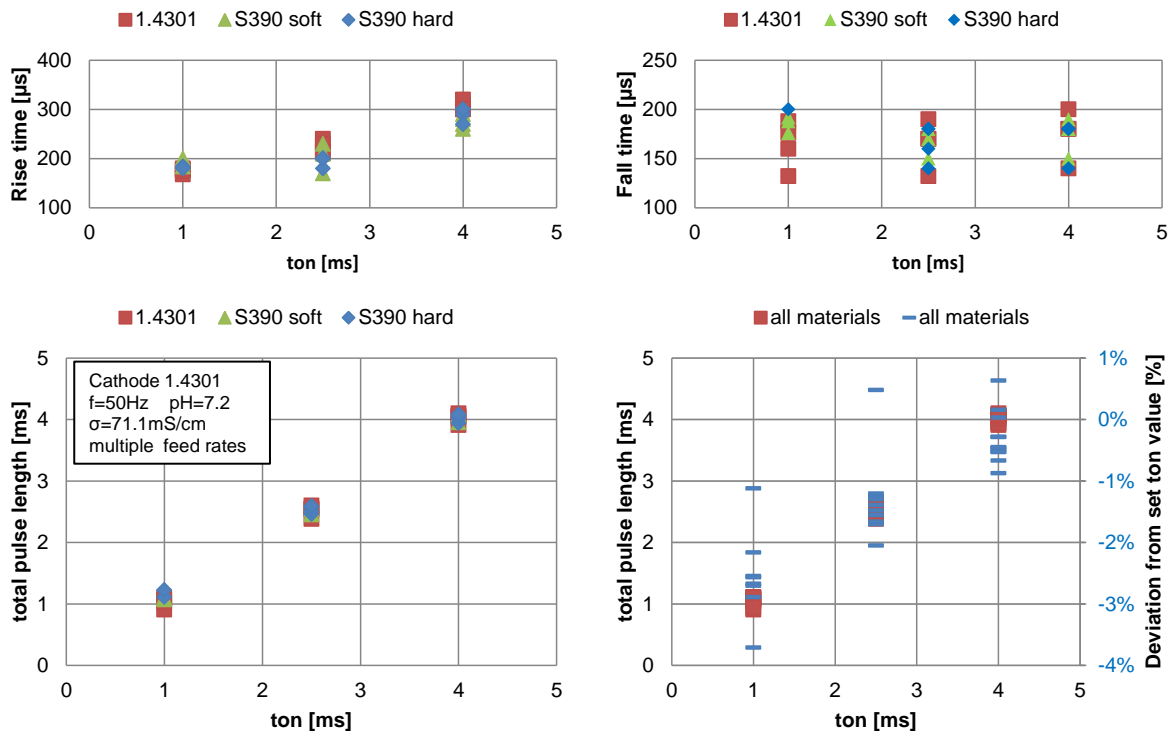 1.4301 S390 soft S390 hard
Rise time [µs]
400
300
200
100
0 1 2 3 4 5
ton [ms]
1.4301 S390 soft S390 hard
Fall time [µs]
250
200
150
100
0 1 2 3 4 5
ton [ms]
1.4301 S390 soft S390 hard
total pulse length [ms]
5
4
3
2
1
0
Cathode 1.4301
f=50Hz pH=7.2
σ=71.1mS/cm
multiple feed rates
0 1 2 3 4 5
ton [ms]
all materials all materials
total pulse length [ms]
5
4
3
2
1
0
1%
0%
-1%
-2%
-3%
-4%
Deviation from set ton value [%]
0 1 2 3 4 5
ton [ms]